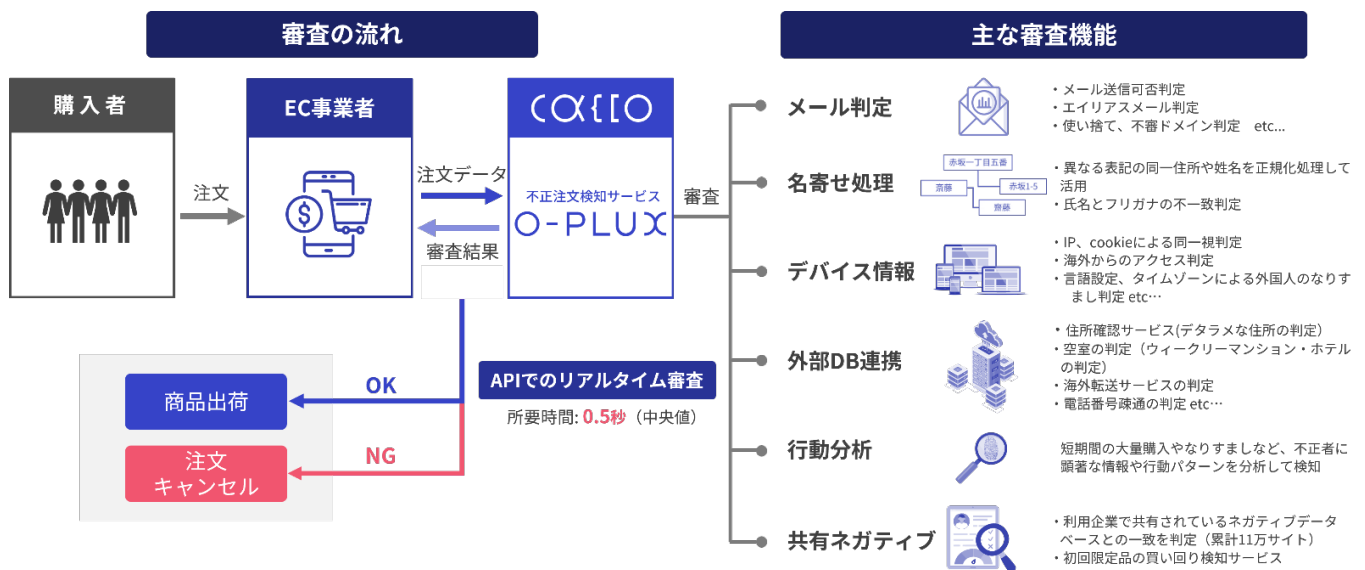 審査の流れ
購入者
EC事業者
cacco
不正注文検知サービス
O-PLUX
注文
注文データ
審査結果
審査
OK
NG
商品出荷
注文
キャンセル
APIでのリアルタイム審査
所要時間: 0.5秒（中央値）
主な審査機能
メール判定
・メール送信可否判定
・エイリアスメール判定
・使い捨て、不審ドメイン判定　etc...
名寄せ処理
赤坂一丁目五番
斎藤
赤坂1-5
齋藤
・異なる表記の同一住所や姓名を正規化処理して
活用
・氏名とフリガナの不一致判定
デバイス情報
・IP、cookieによる同一視判定
・海外からのアクセス判定
・言語設定、タイムゾーンによる外国人のなりす
まし判定 etc…
外部DB連携
・住所確認サービス(デタラメな住所の判定）
・空室の判定（ウィークリーマンション・ホテル
の判定）
・海外転送サービスの判定
・電話番号疎通の判定 etc…
行動分析
短期間の大量購入やなりすましなど、不正者に
顕著な情報や行動パターンを分析して検知
共有ネガティブ
・利用企業で共有されているネガティブデータ
ベースとの一致を判定（累計11万サイト）
・初回限定品の買い回り検知サービス